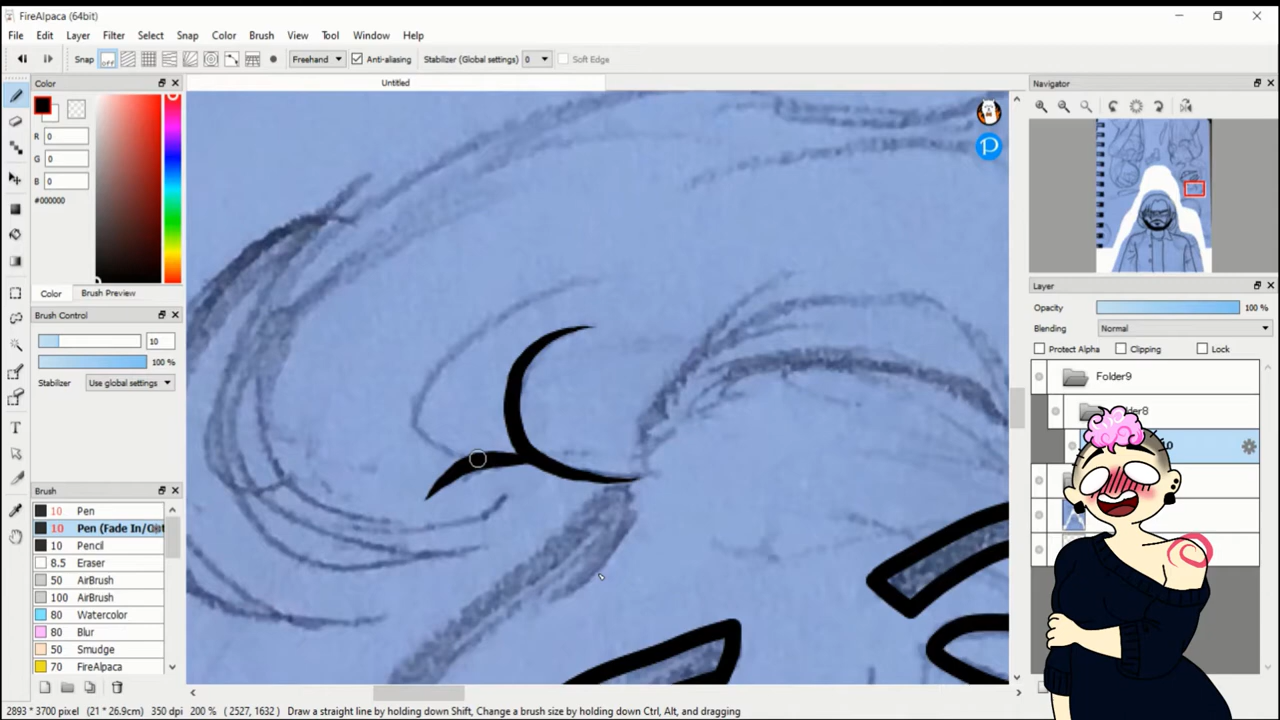 FireAlpaca (64bit)
File Edit Layer Filter Select Snap Color Brush View Tool Window Help
Snap off Freehand Anti-aliasing Stabilizer (Global settings) 0 Soft Edge
Color
Untitled
Navigator
R 0
G 0
B 0
#000000
Color Brush Preview
Brush Control
10
100 %
Stabilizer Use global settings
Brush
10 Pen
10 Pen (Fade In/Out
10 Pencil
8.5 Eraser
50 AirBrush
100 AirBrush
80 Watercolor
80 Blur
50 Smudge
70 FireAlpaca
P
Layer
Opacity 100 %
Blending Normal
Protect Alpha Clipping Lock
Folder9
2893 * 3700 pixel (21 * 26.9cm) 350 dpi 200 % ( 2527, 1632 ) Draw a straight line by holding down Shift, Change a brush size by holding down Ctrl, Alt, and dragging